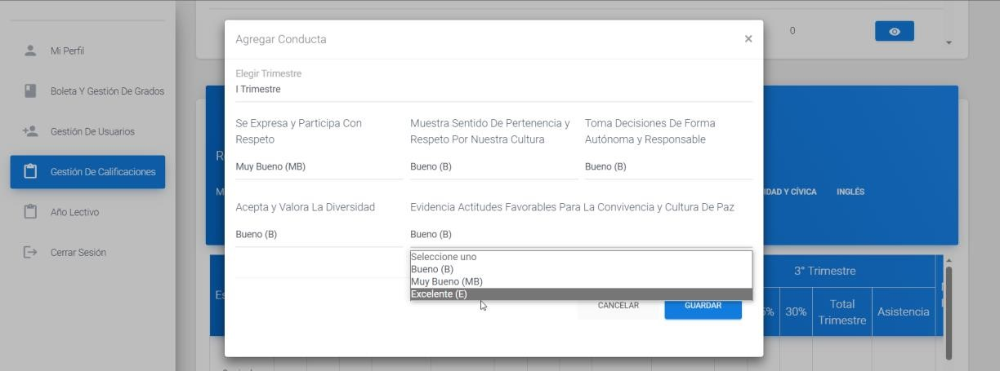 Mi Perfil
Boleta Y Gestión De Grados
Gestión De Usuarios
Gestión De Calificaciones
Año Lectivo
Cerrar Sesión
0
Agregar Conducta
×
Elegir Trimestre
I Trimestre
Se Expresa y Participa Con
Respeto
Muy Bueno (MB)
Muestra Sentido De Pertenencia y
Respeto Por Nuestra Cultura
Bueno (B)
Toma Decisiones De Forma
Autónoma y Responsable
Bueno (B)
Acepta y Valora La Diversidad
Bueno (B)
Evidencia Actitudes Favorables Para La Convivencia y Cultura De Paz
Bueno (B)
Seleccione uno
Bueno (B)
Muy Bueno (MB)
Excelente (E)
CANCELAR
GUARDAR
Y CÍVICA
INGLÉS
3° Trimestre
30%
Total
Trimestre
Asistencia